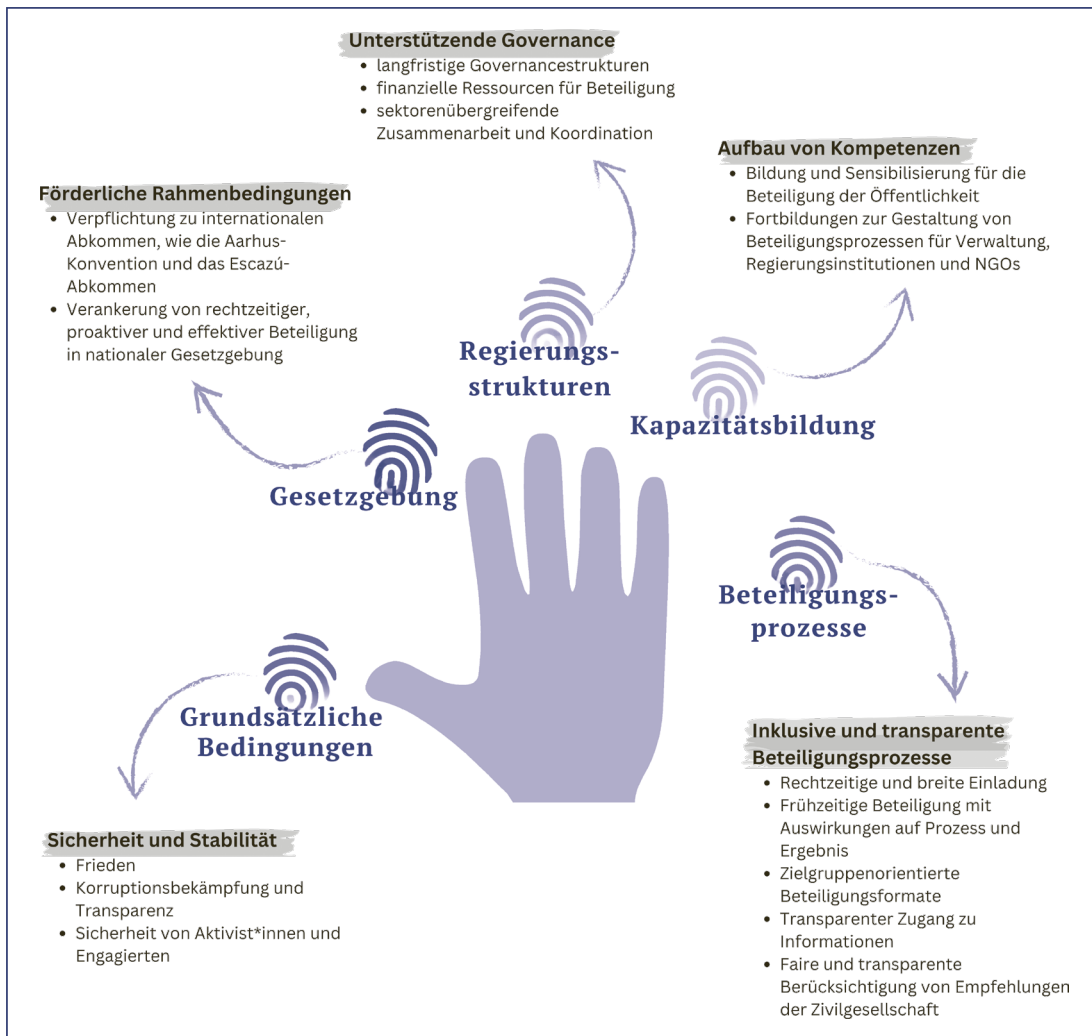 Unterstützende Governance
• langfristige Governancestrukturen
• finanzielle Ressourcen für Beteiligung
• sektorenübergreifende
Zusammenarbeit und Koordination
Aufbau von Kompetenzen
• Bildung und Sensibilisierung für die
Beteiligung der Öffentlichkeit
• Fortbildungen zur Gestaltung von
Beteiligungsprozessen für Verwaltung,
Regierungsinstitutionen und NGOs
Förderliche Rahmenbedingungen
• Verpflichtung zu internationalen
Abkommen, wie die Aarhus-
Konvention und das Escazú-
Abkommen
• Verankerung von rechtzeitiger,
proaktiver und effektiver Beteiligung
in nationaler Gesetzgebung
Regierungs-
strukturen
Kapazitätsbildung
Gesetzgebung
Beteiligungs-
prozesse
Grundsätzliche
Bedingungen
Inklusive und transparente
Beteiligungsprozesse
• Rechtzeitige und breite Einladung
• Frühzeitige Beteiligung mit
Auswirkungen auf Prozess und
Ergebnis
• Zielgruppenorientierte
Beteiligungsformate
• Transparenter Zugang zu
Informationen
• Faire und transparente
Berücksichtigung von Empfehlungen
der Zivilgesellschaft
Sicherheit und Stabilität
• Frieden
• Korruptionsbekämpfung und
Transparenz
• Sicherheit von Aktivist*innen und
Engagierten